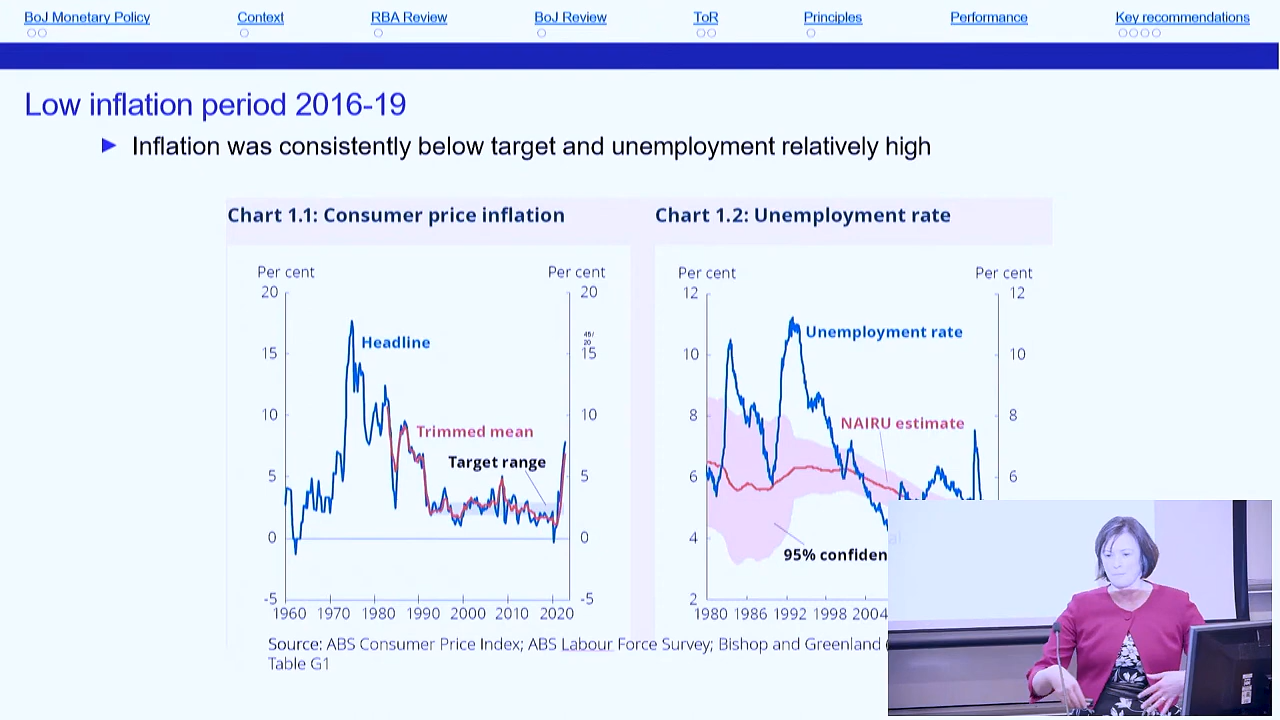 BoJ Monetary Policy Context RBA Review BoJ Review ToR Principles Performance Key recommendations
Low inflation period 2016-19
Inflation was consistently below target and unemployment relatively high
Chart 1.1: Consumer price inflation
Per cent Per cent
20 20
45/
20
15 15
Headline
10 10
Trimmed mean
Target range
5 5
0 0
-5 -5
1960 1970 1980 1990 2000 2010 2020
Chart 1.2: Unemployment rate
Per cent Per cent
12 12
Unemployment rate
10 10
8 8
NAIRU estimate
6 6
4
95% confiden
2
1980 1986 1992 1998 2004
Source: ABS Consumer Price Index; ABS Labour Force Survey; Bishop and Greenland
Table G1